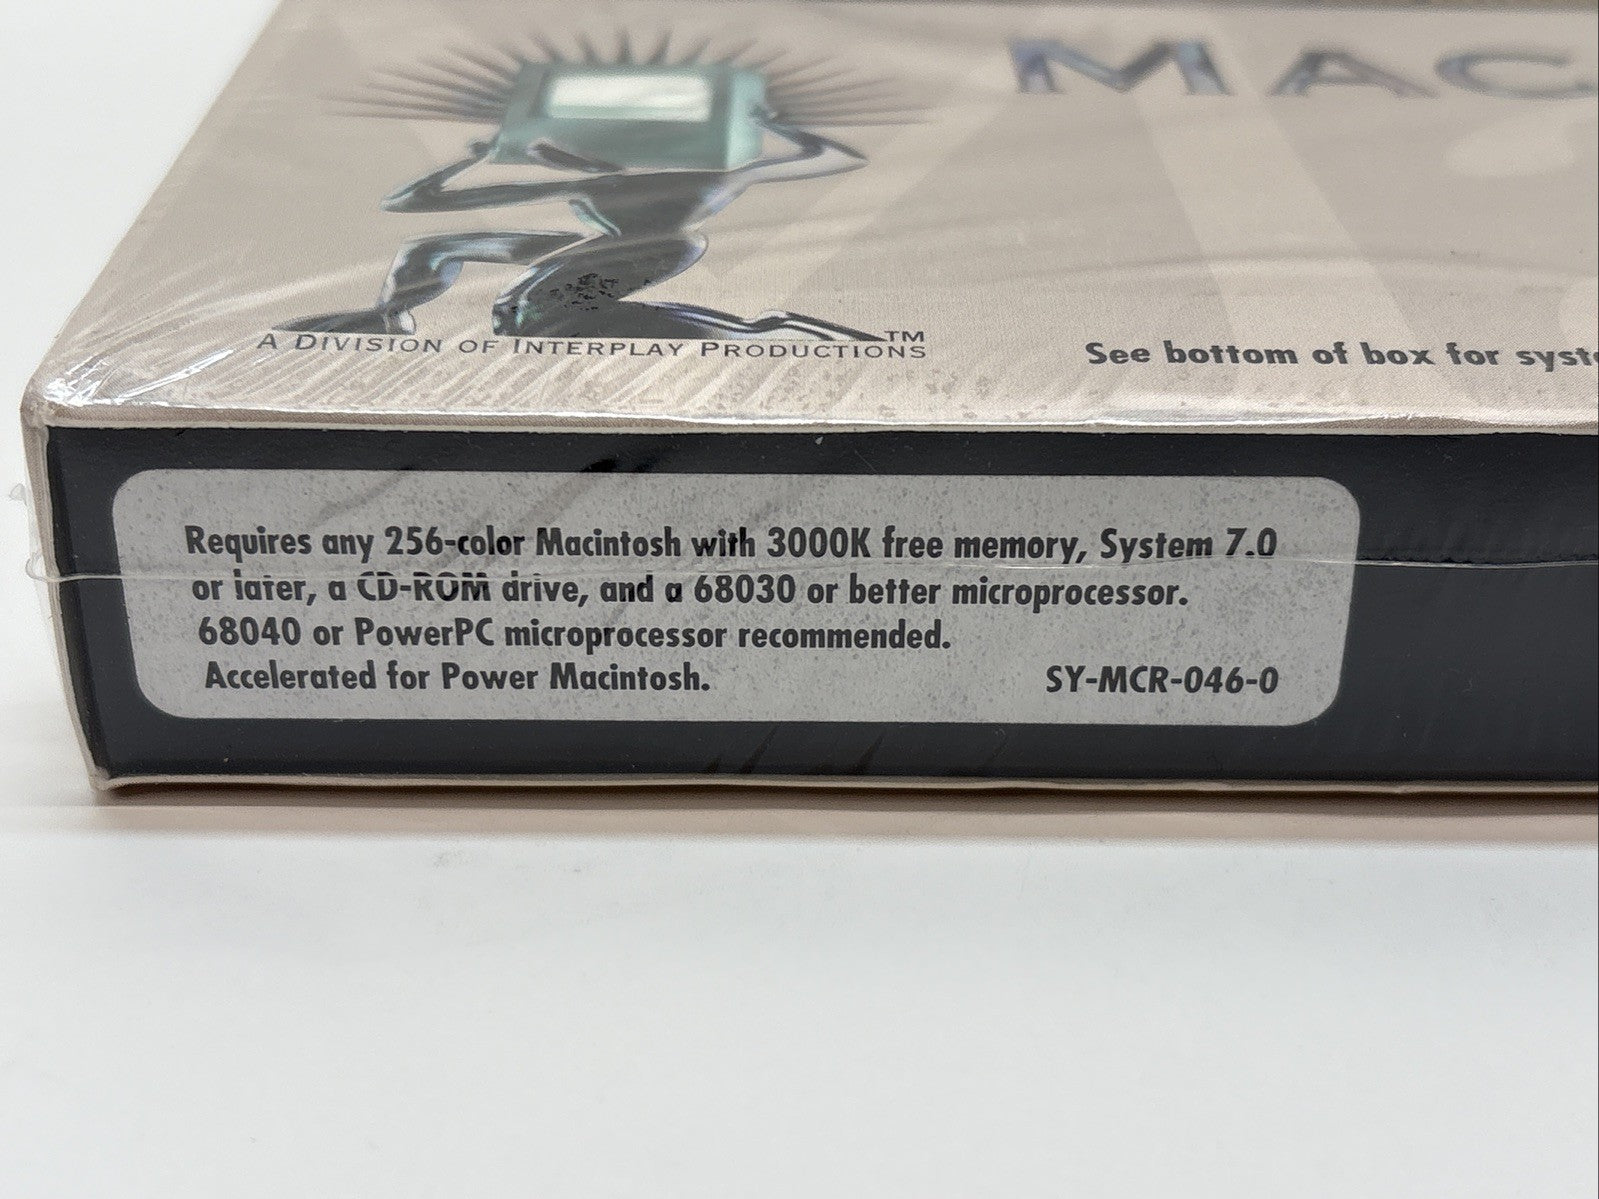 MAC
A DIVISION OF INTERPLAY PRODUCTIONS™
See bottom of box for
Requires any 256-color Macintosh with 3000K free memory, System 7.0
or later, a CD-ROM drive, and a 68030 or better microprocessor.
68040 or PowerPC microprocessor recommended.
Accelerated for Power Macintosh.
SY-MCR-046-0